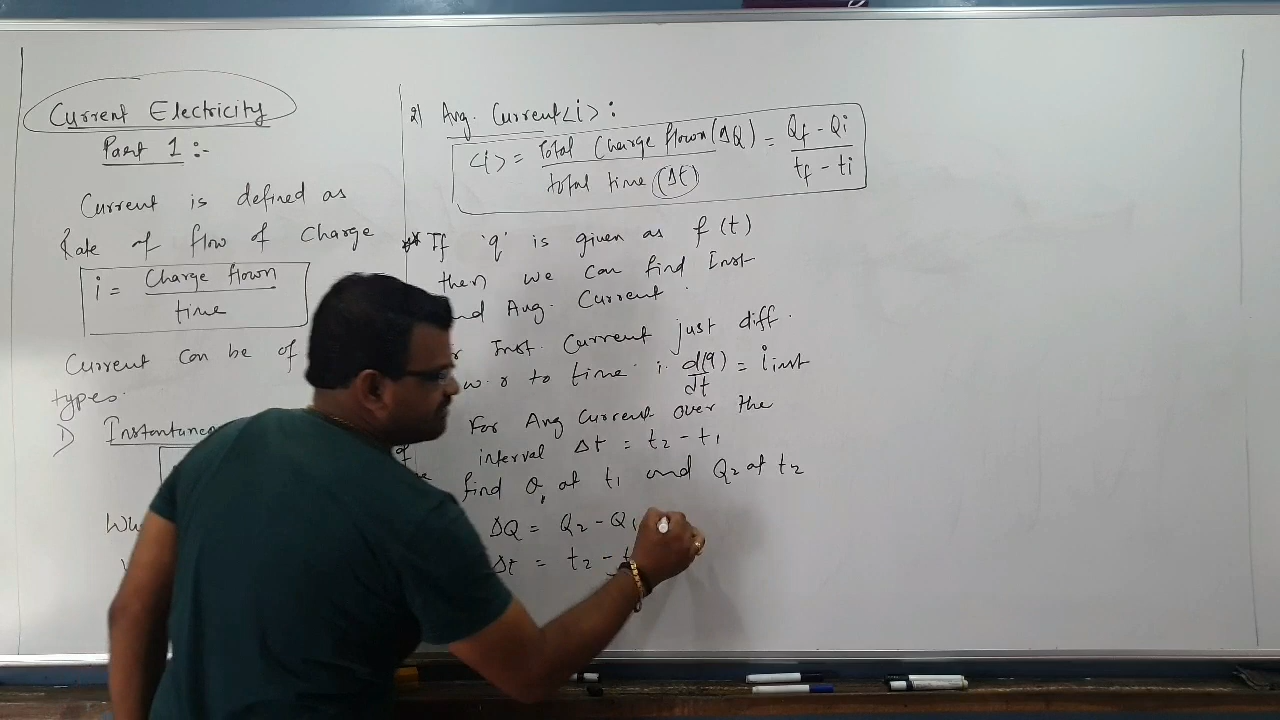 Current Electricity
Part 1 :-
Current is defined as
Rate of flow of charge
i = Charge flown
time
Current can be of
types.
1)
2) Avg. Current <i> :
<i> = Total Charge flown (ΔQ) = Qf - Qi
total time (Δt) tf - ti
** If 'q' is given as f(t)
then we can find Inst
Avg. Current.
Inst. Current just diff.
w.r to time i. d(q) = i inst
dt
For Avg Current over the
interval Δt = t2 - t1
find Q1 at t1 and Q2 at t2
ΔQ = Q2 - Q1
Δt = t2 -